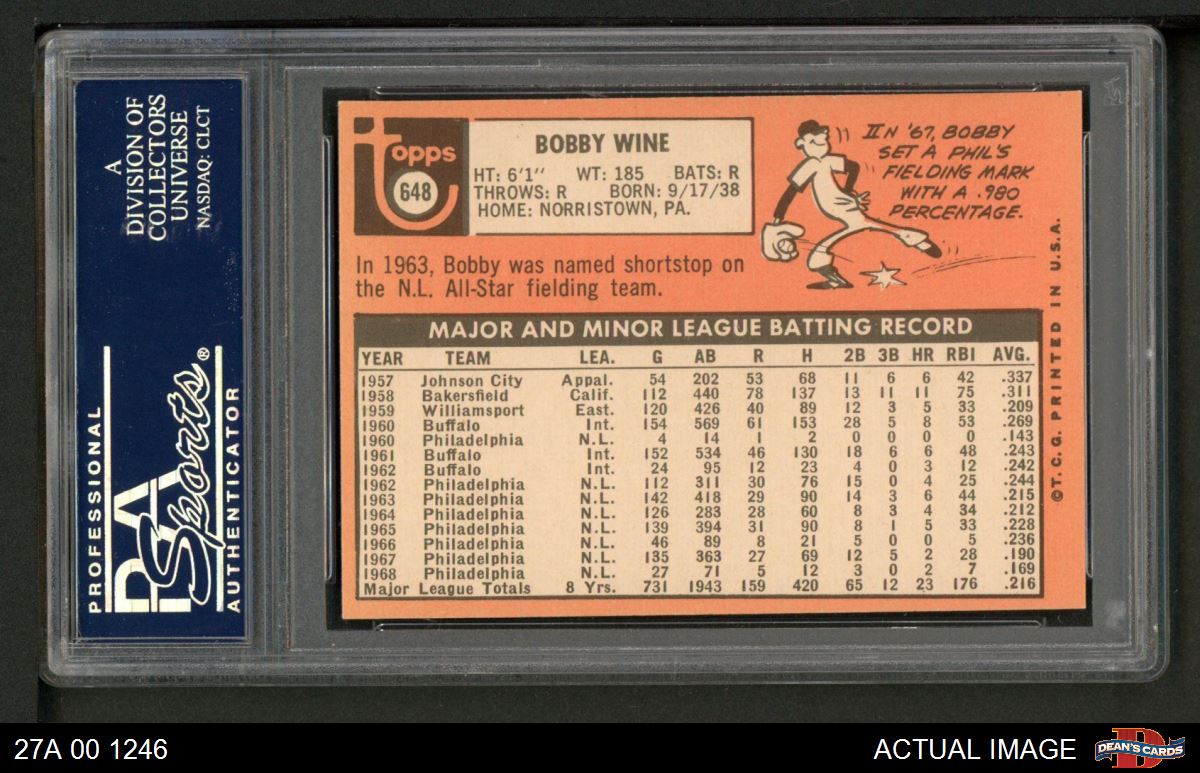 A
DIVISION OF
COLLECTORS
UNIVERSE
NASDAQ: CLCT
PROFESSIONAL
PSA
Sports®
AUTHENTICATOR
Topps
648
BOBBY WINE
HT: 6'1" WT: 185 BATS: R
THROWS: R BORN: 9/17/38
HOME: NORRISTOWN, PA.
IN '67, BOBBY
SET A PHIL'S
FIELDING MARK
WITH A .980
PERCENTAGE.
In 1963, Bobby was named shortstop on
the N.L. All-Star fielding team.
MAJOR AND MINOR LEAGUE BATTING RECORD
YEAR TEAM LEA. G AB R H 2B 3B HR RBI AVG.
1957 Johnson City Appal. 54 202 53 68 11 6 6 42 .337
1958 Bakersfield Calif. 112 440 78 137 13 11 11 75 .311
1959 Williamsport East. 120 426 40 89 12 3 5 33 .209
1960 Buffalo Int. 154 569 61 153 28 5 8 53 .269
1960 Philadelphia N.L. 4 14 1 2 0 0 0 0 .143
1961 Buffalo Int. 152 534 46 130 18 6 6 48 .243
1962 Buffalo Int. 24 95 12 23 4 0 3 12 .242
1962 Philadelphia N.L. 112 311 30 76 15 0 4 25 .244
1963 Philadelphia N.L. 142 418 29 90 14 3 6 44 .215
1964 Philadelphia N.L. 126 283 28 60 8 3 4 34 .212
1965 Philadelphia N.L. 139 394 31 90 8 1 5 33 .228
1966 Philadelphia N.L. 46 89 8 21 5 0 0 5 .236
1967 Philadelphia N.L. 135 363 27 69 12 5 2 28 .190
1968 Philadelphia N.L. 27 71 5 12 3 0 2 7 .169
Major League Totals 8 Yrs. 731 1943 159 420 65 12 23 176 .216
©T.C.G. PRINTED IN U.S.A.
27A 00 1246
ACTUAL IMAGE
DEAN'S CARDS